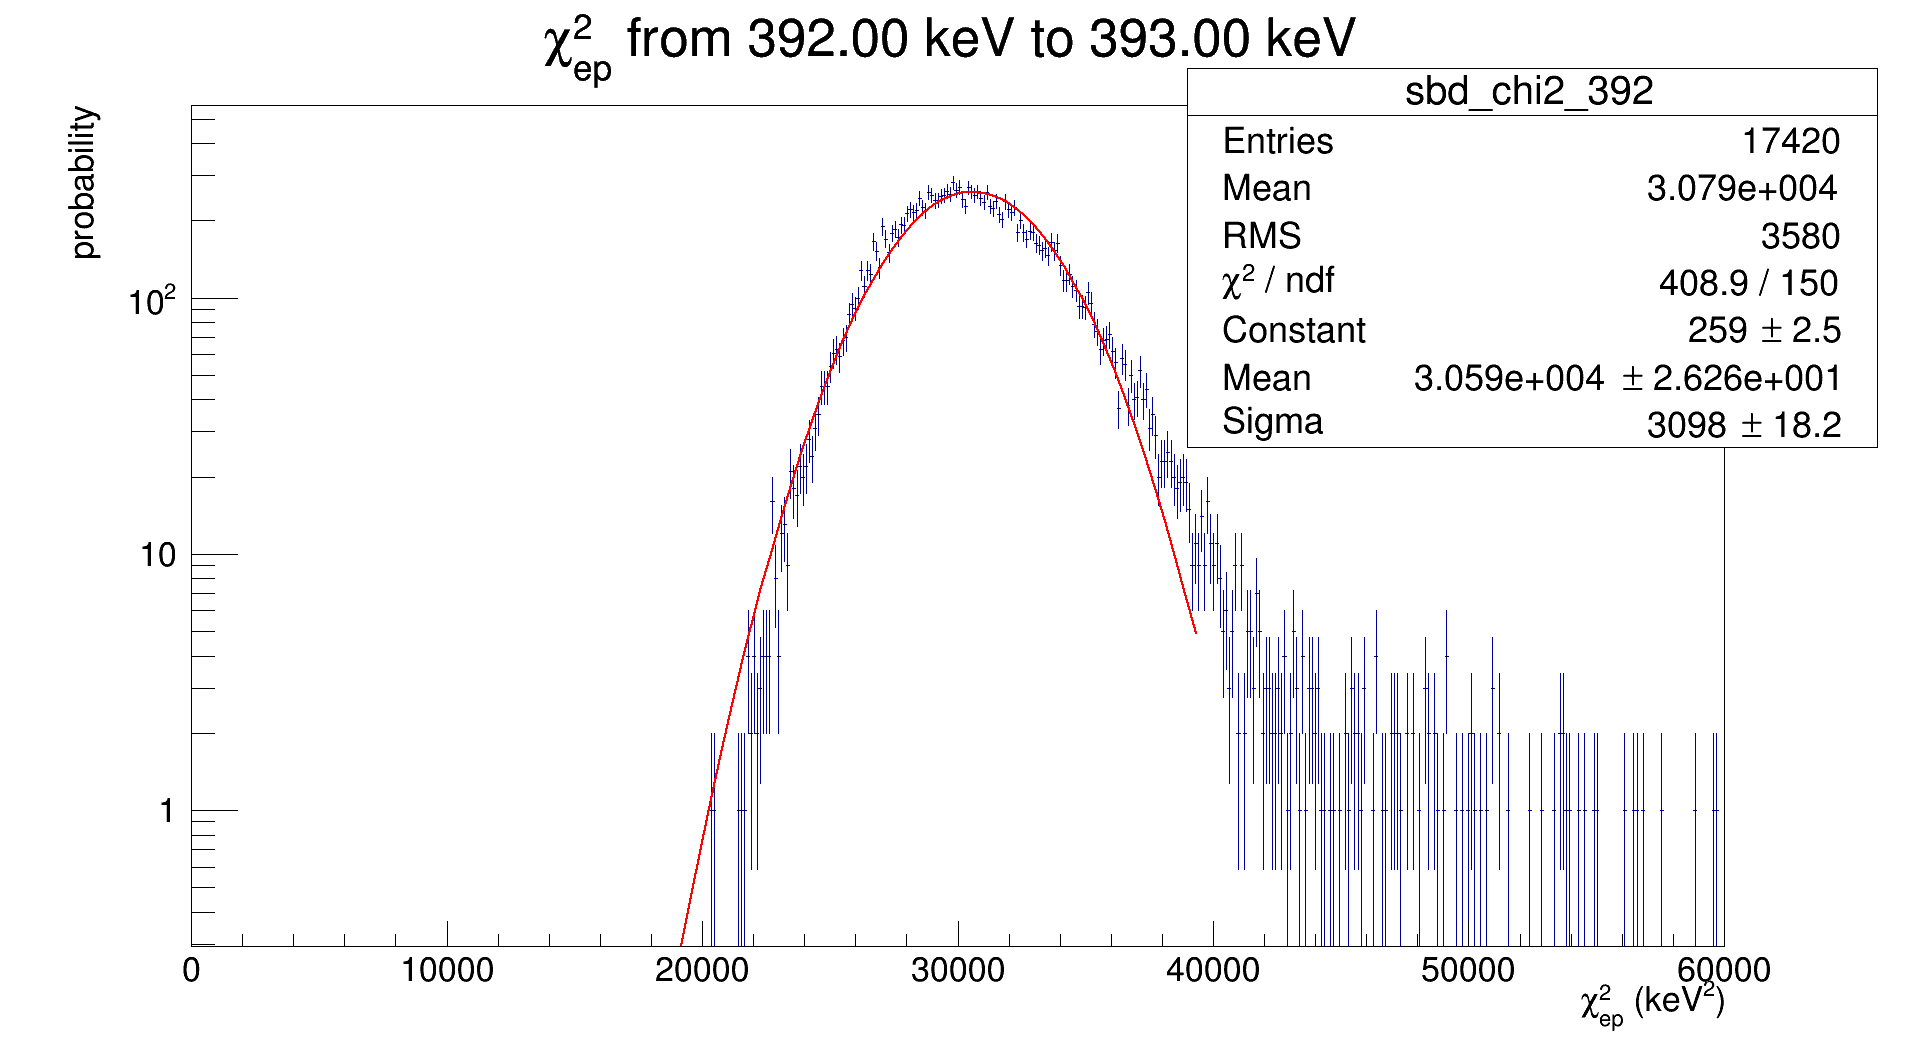 χ²ep from 392.00 keV to 393.00 keV
sbd_chi2_392
Entries 17420
Mean 3.079e+004
RMS 3580
χ² / ndf 408.9 / 150
Constant 259 ± 2.5
Mean 3.059e+004 ± 2.626e+001
Sigma 3098 ± 18.2
probability
10²
10
1
0 10000 20000 30000 40000 50000 60000
χ²ep (keV²)